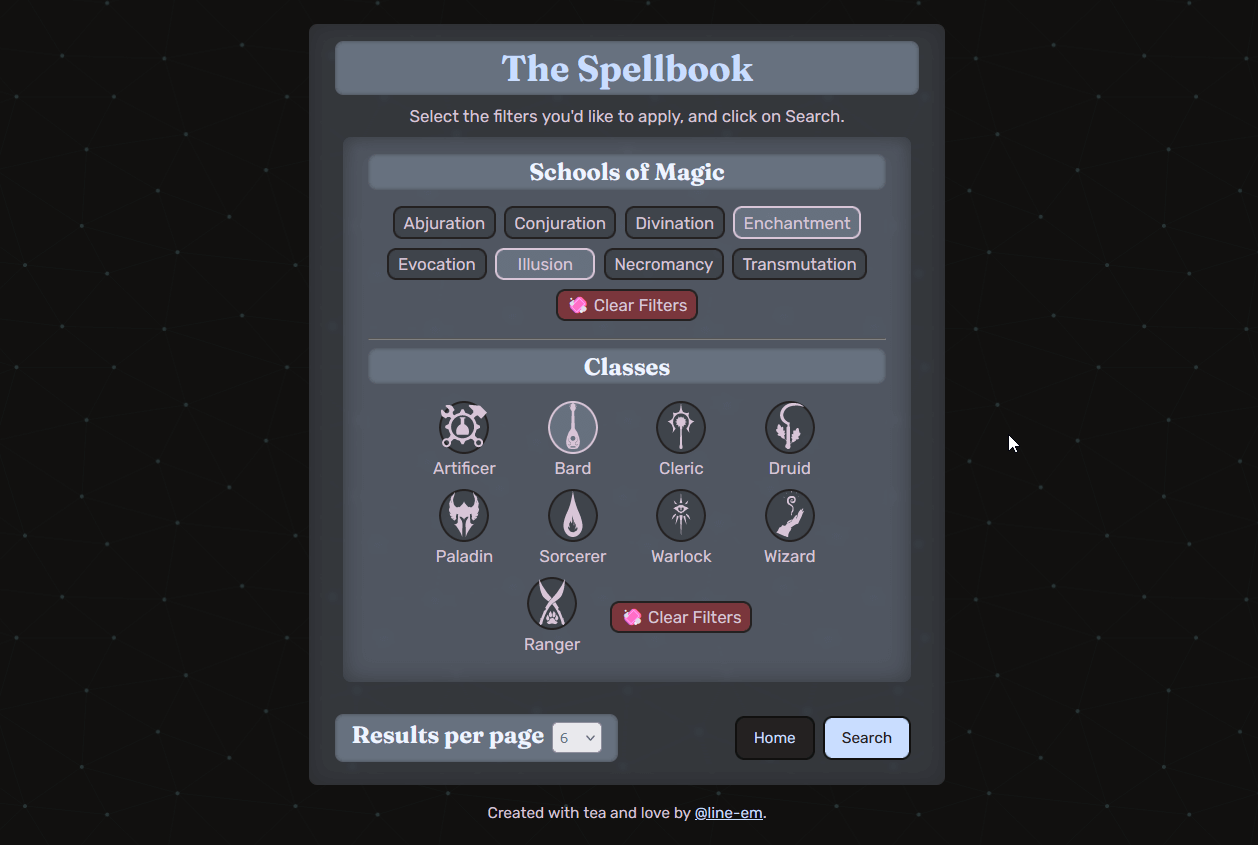 The Spellbook
Select the filters you'd like to apply, and click on Search.
Schools of Magic
Abjuration Conjuration Divination Enchantment
Evocation Illusion Necromancy Transmutation
Clear Filters
Classes
Artificer Bard Cleric Druid
Paladin Sorcerer Warlock Wizard
Ranger Clear Filters
Results per page 6 Home Search
Created with tea and love by @line-em.